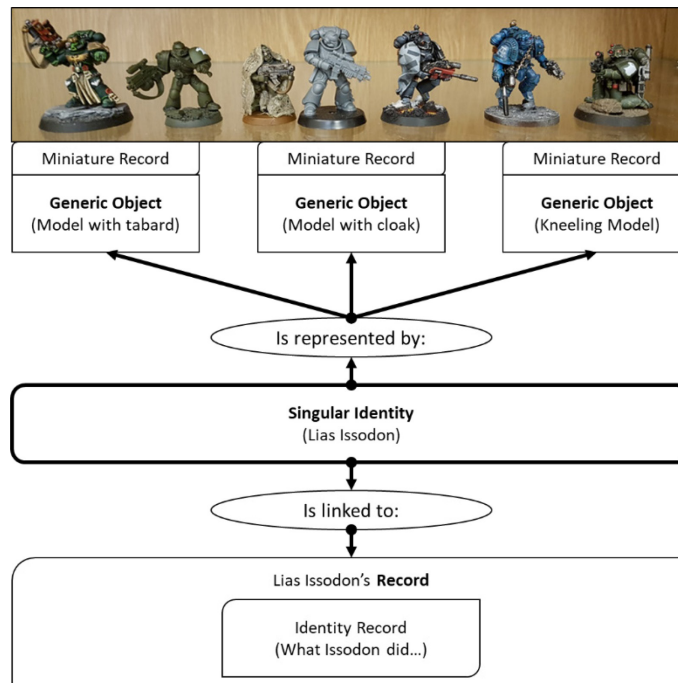 Miniature Record
Miniature Record
Miniature Record
Generic Object
(Model with tabard)
Generic Object
(Model with cloak)
Generic Object
(Kneeling Model)
Is represented by:
Singular Identity
(Lias Issodon)
Is linked to:
Lias Issodon’s Record
Identity Record
(What Issodon did…)